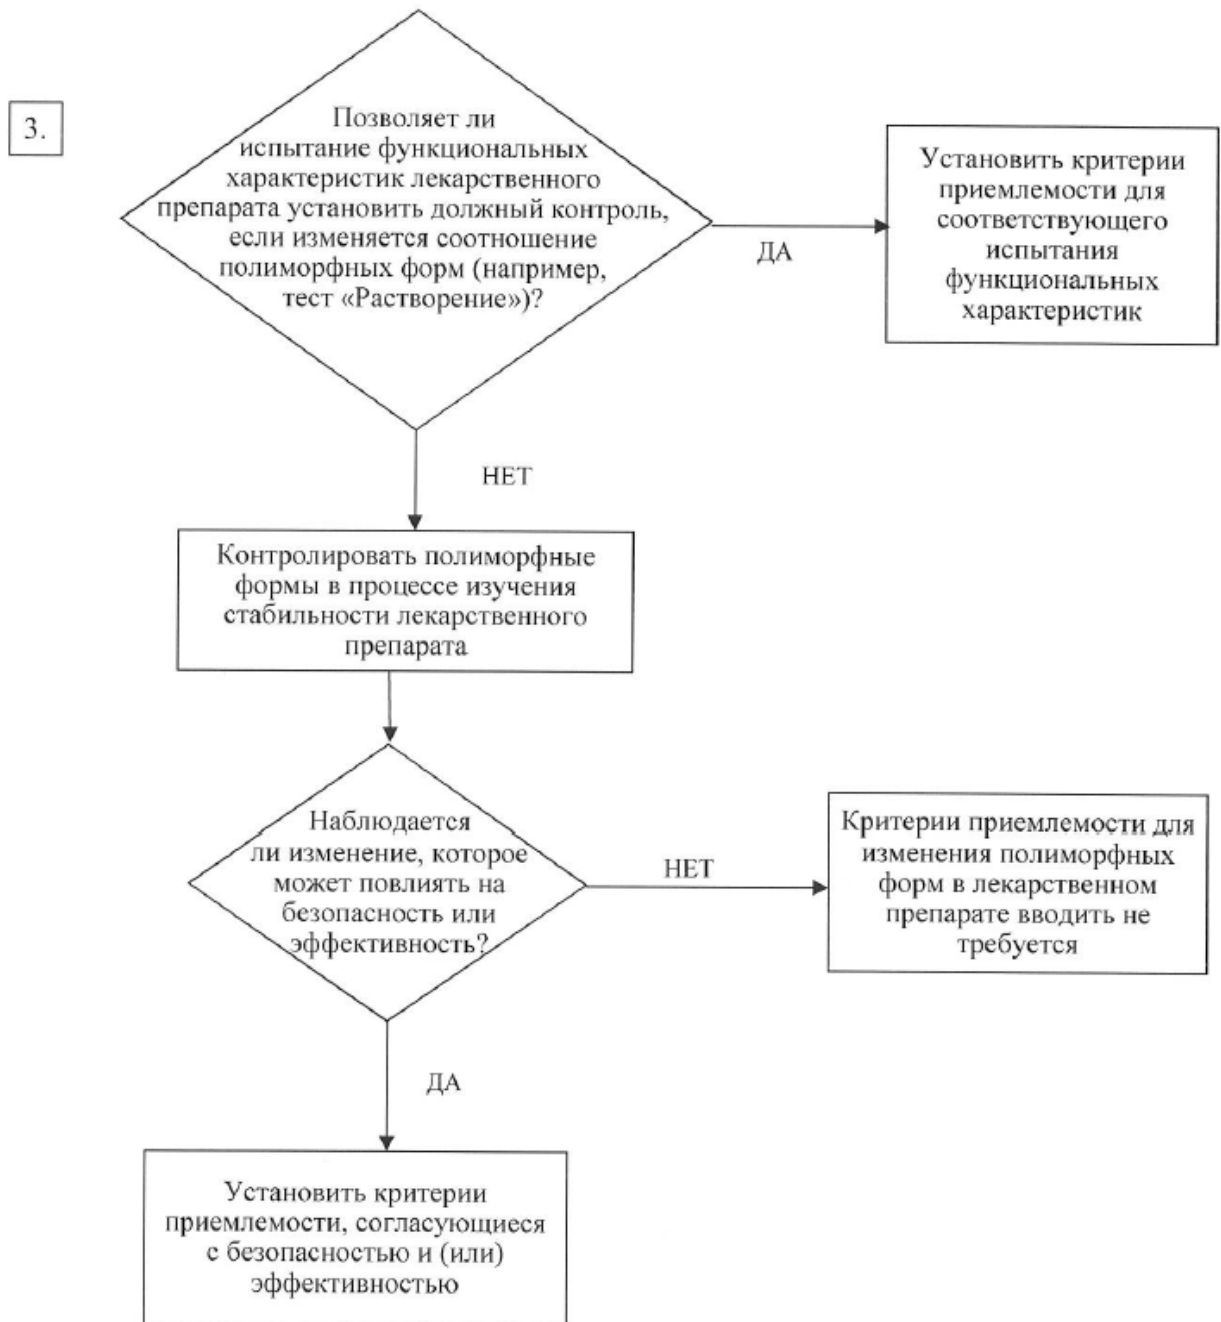 3.
Позволяет ли
испытание функциональных
характеристик лекарственного
препарата установить должный контроль,
если изменяется соотношение
полиморфных форм (например,
тест «Растворение»)?
ДА
Установить критерии
приемлемости для
соответствующего
испытания
функциональных
характеристик
НЕТ
Контролировать полиморфные
формы в процессе изучения
стабильности лекарственного
препарата
Наблюдается
ли изменение, которое
может повлиять на
безопасность или
эффективность?
НЕТ
Критерии приемлемости для
изменения полиморфных
форм в лекарственном
препарате вводить не
требуется
ДА
Установить критерии
приемлемости, согласующиеся
с безопасностью и (или)
эффективностью